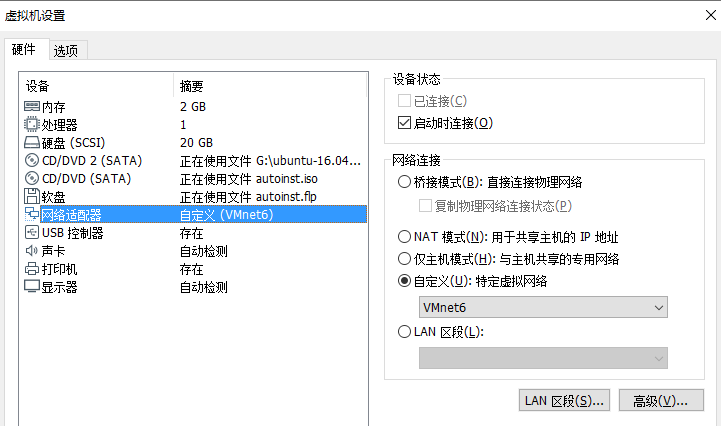 虚拟机设置
硬件 选项
设备 摘要
内存 2 GB
处理器 1
硬盘 (SCSI) 20 GB
CD/DVD 2 (SATA) 正在使用文件 G:\ubuntu-16.04...
CD/DVD (SATA) 正在使用文件 autoinst.iso
软盘 正在使用文件 autoinst.flp
网络适配器 自定义 (VMnet6)
USB 控制器 存在
声卡 自动检测
打印机 存在
显示器 自动检测
设备状态
已连接(C)
启动时连接(O)
网络连接
桥接模式(B): 直接连接物理网络
复制物理网络连接状态(P)
NAT 模式(N): 用于共享主机的 IP 地址
仅主机模式(H): 与主机共享的专用网络
自定义(U): 特定虚拟网络
VMnet6
LAN 区段(L):
LAN 区段(S)... 高级(V)...